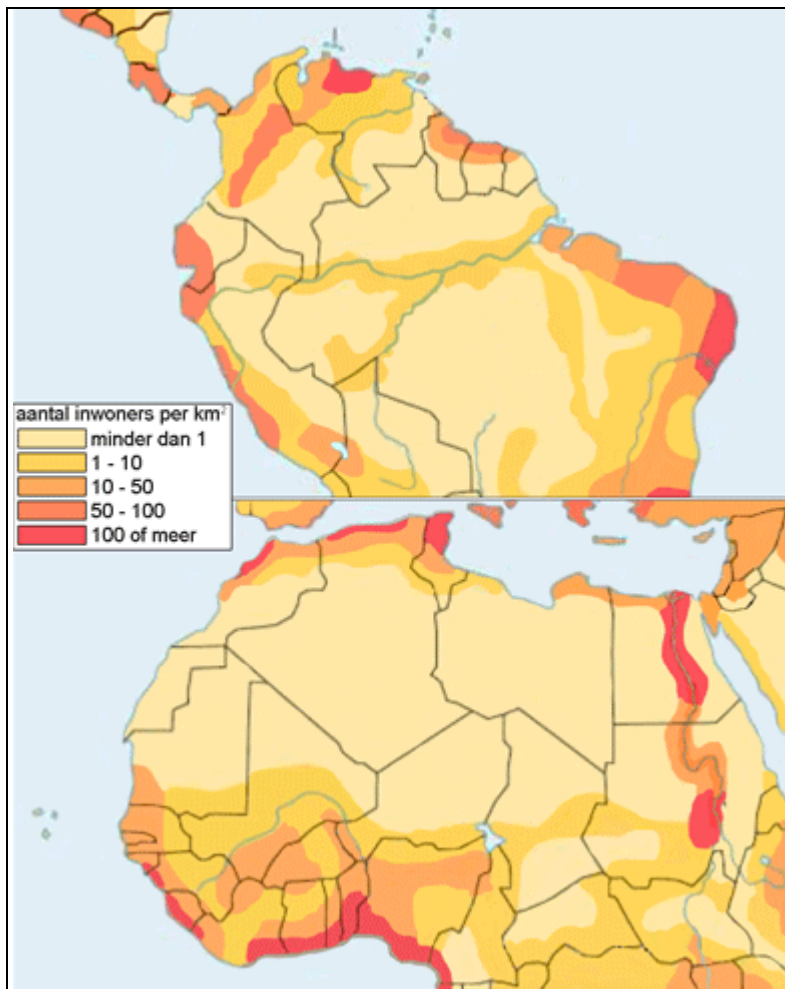 aantal inwoners per km²
minder dan 1
1 - 10
10 - 50
50 - 100
100 of meer